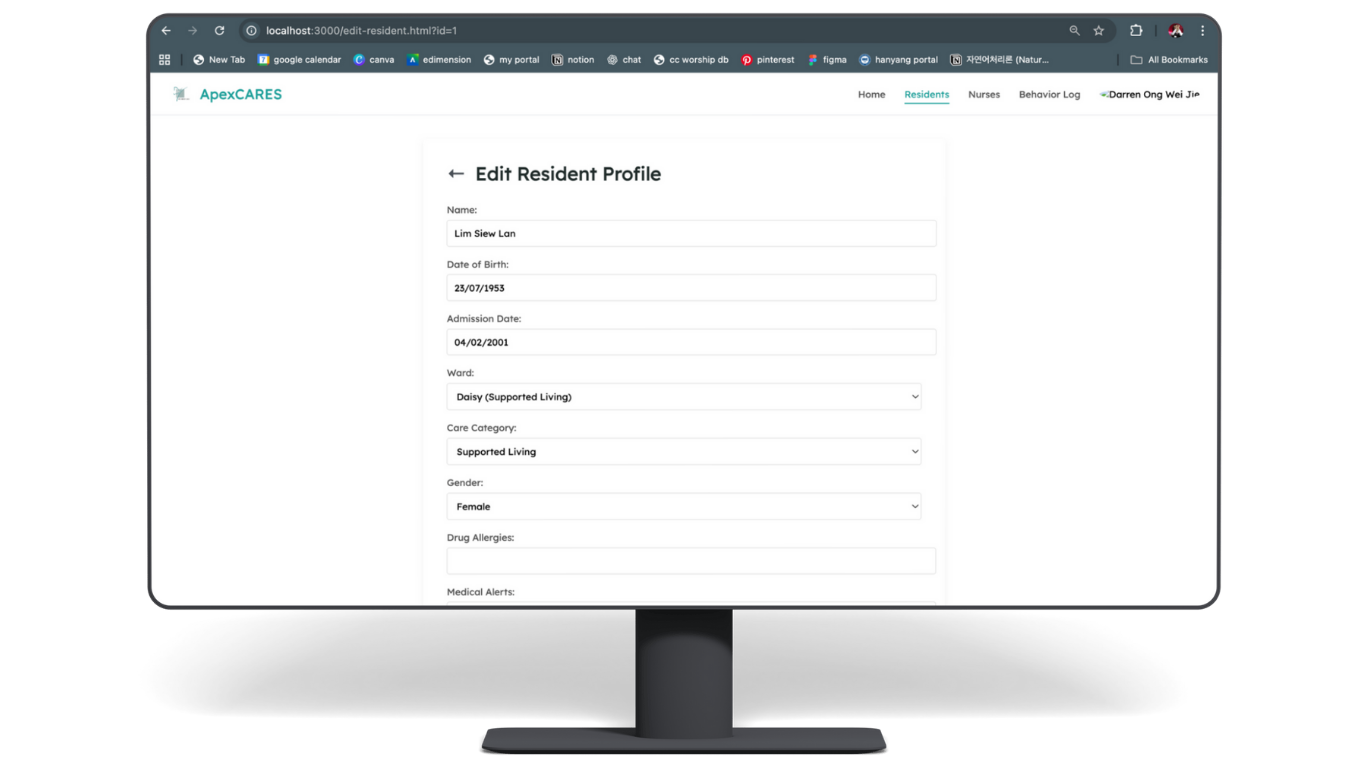 localhost:3000/edit-resident.html?id=1
New Tab google calendar canva edimension my portal notion chat cc worship db pinterest figma hanyang portal 자연어처리론 (Natur... All Bookmarks
ApexCARES Home Residents Nurses Behavior Log Darren Ong Wei Jie
← Edit Resident Profile
Name:
Lim Siew Lan
Date of Birth:
23/07/1953
Admission Date:
04/02/2001
Ward:
Daisy (Supported Living)
Care Category:
Supported Living
Gender:
Female
Drug Allergies:
Medical Alerts: